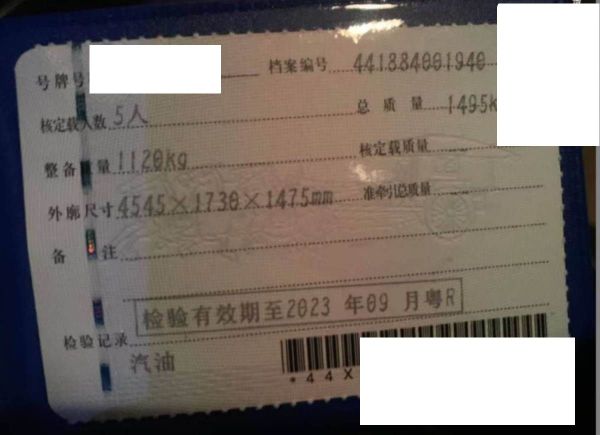 号牌号
档案编号 441884001940
核定载人数 5人
总质量 1495k
整备质量 1120kg
核定载质量
外廓尺寸 4545×1730×1475mm
准牵引总质量
备注
检验有效期至2023 年09 月粤R
检验记录
汽油
*44X